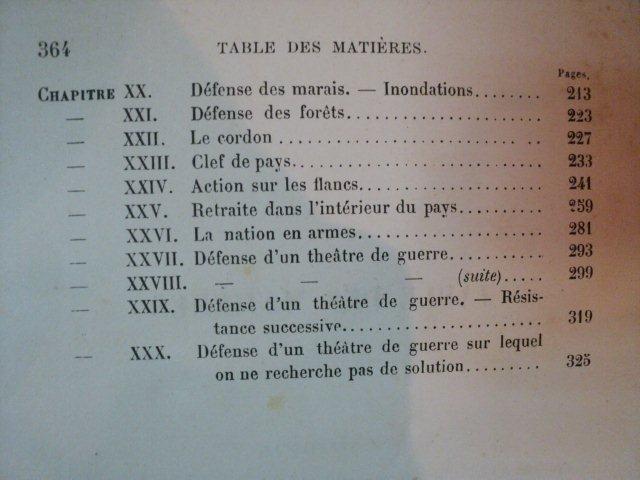 364 TABLE DES MATIÈRES.
Pages.
CHAPITRE XX. Défense des marais. — Inondations........ 213
— XXI. Défense des forêts.................... 223
— XXII. Le cordon ........................ .. 227
— XXIII. Clef de pays......................... 233
— XXIV. Action sur les flancs.................. 241
— XXV. Retraite dans l'intérieur du pays.......... 259
— XXVI. La nation en armes................... 281
— XXVII. Défense d'un theâtre de guerre.......... 293
— XXVIII. — — — (suite)..... 299
— XXIX. Défense d'un théâtre de guerre. — Résis-
tance successive..................... 319
— XXX. Défense d'un théâtre de guerre sur lequel
on ne recherche pas de solution......... 325